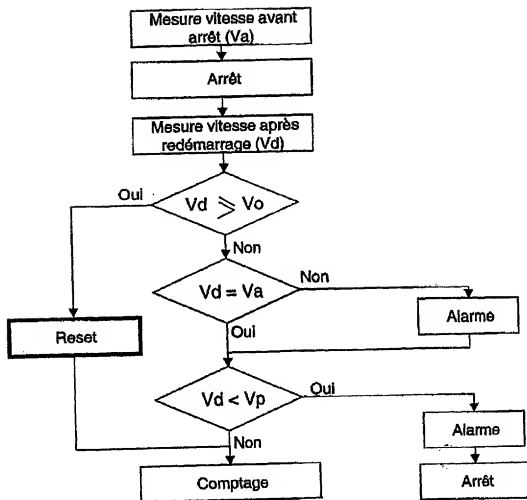 Mesure vitesse avant
arrêt (Va)
Arrêt
Mesure vitesse après
redémarrage (Vd)
Oui
Vd ⩾ Vo
Non
Vd = Va
Non
Oui
Alarme
Reset
Vd < Vp
Oui
Non
Alarme
Comptage
Arrêt